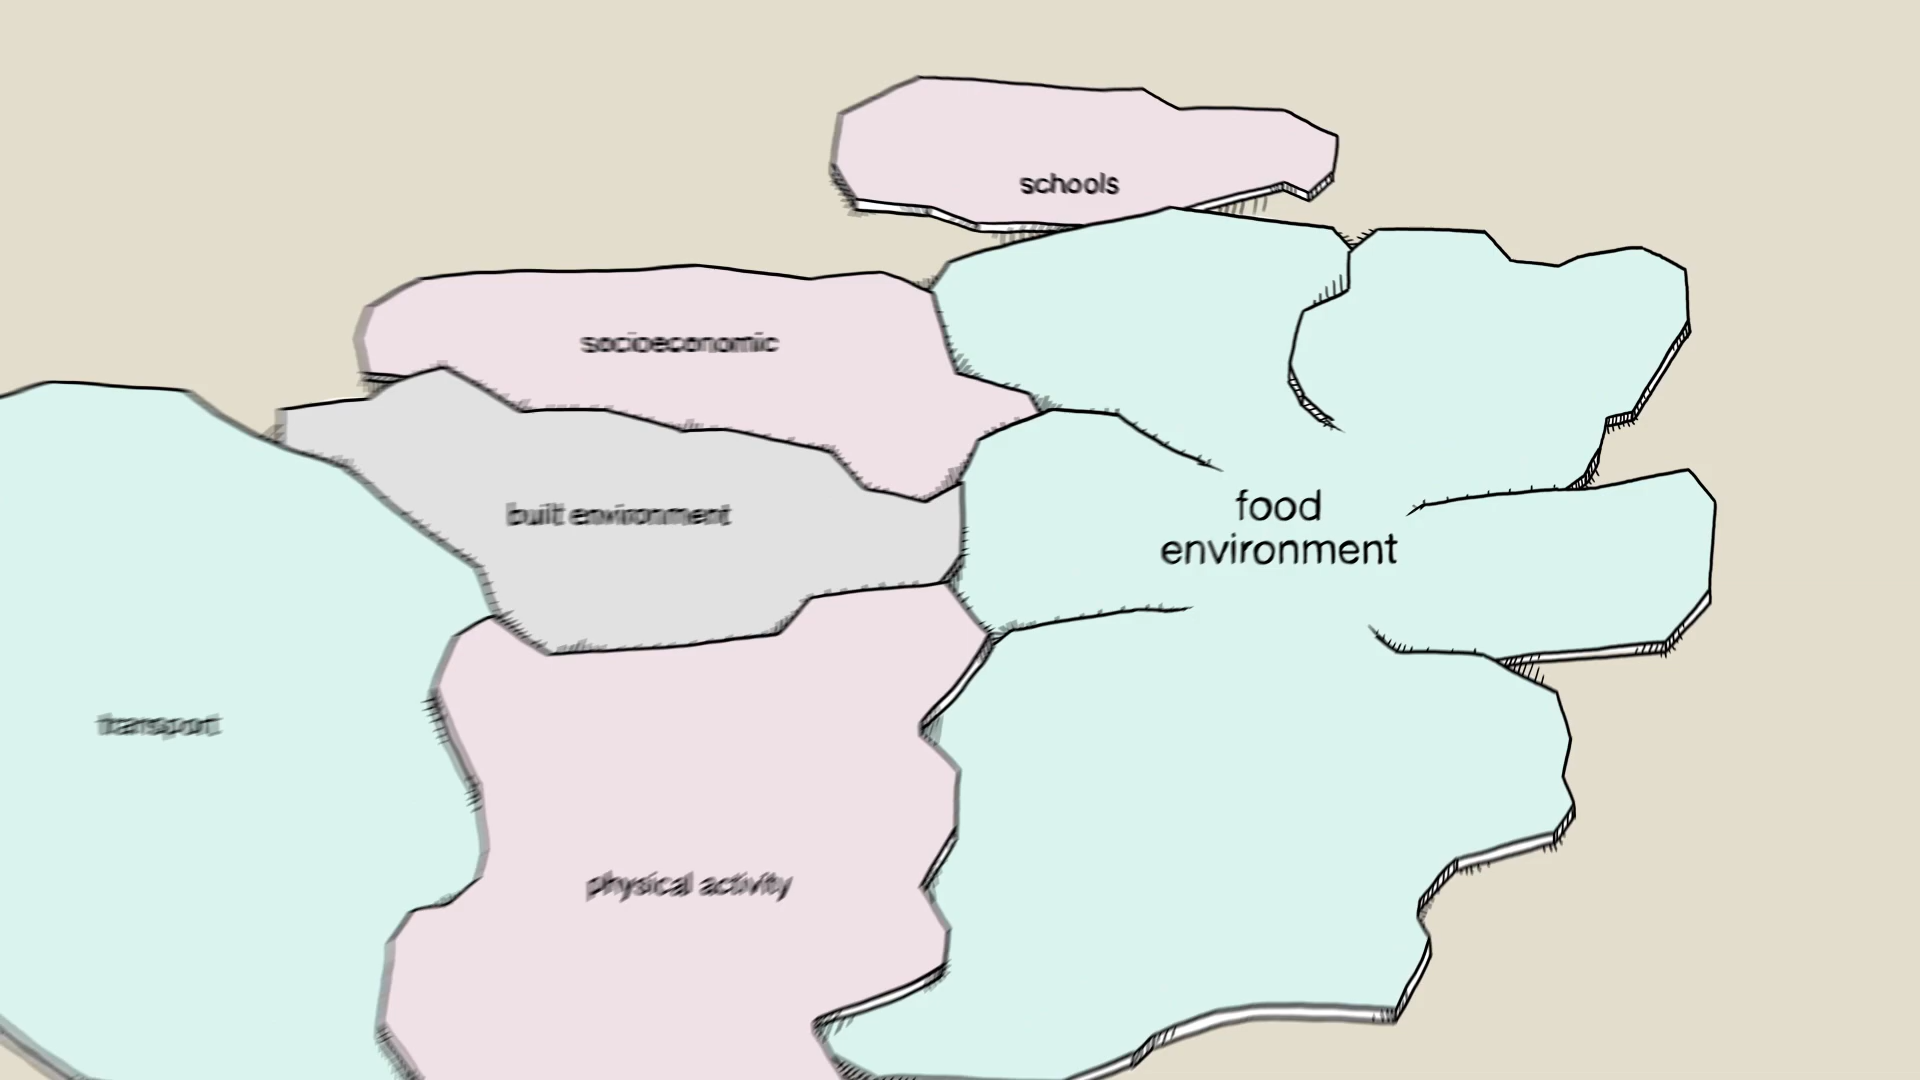 schools
socioeconomic
built environment
food
environment
transport
physical activity